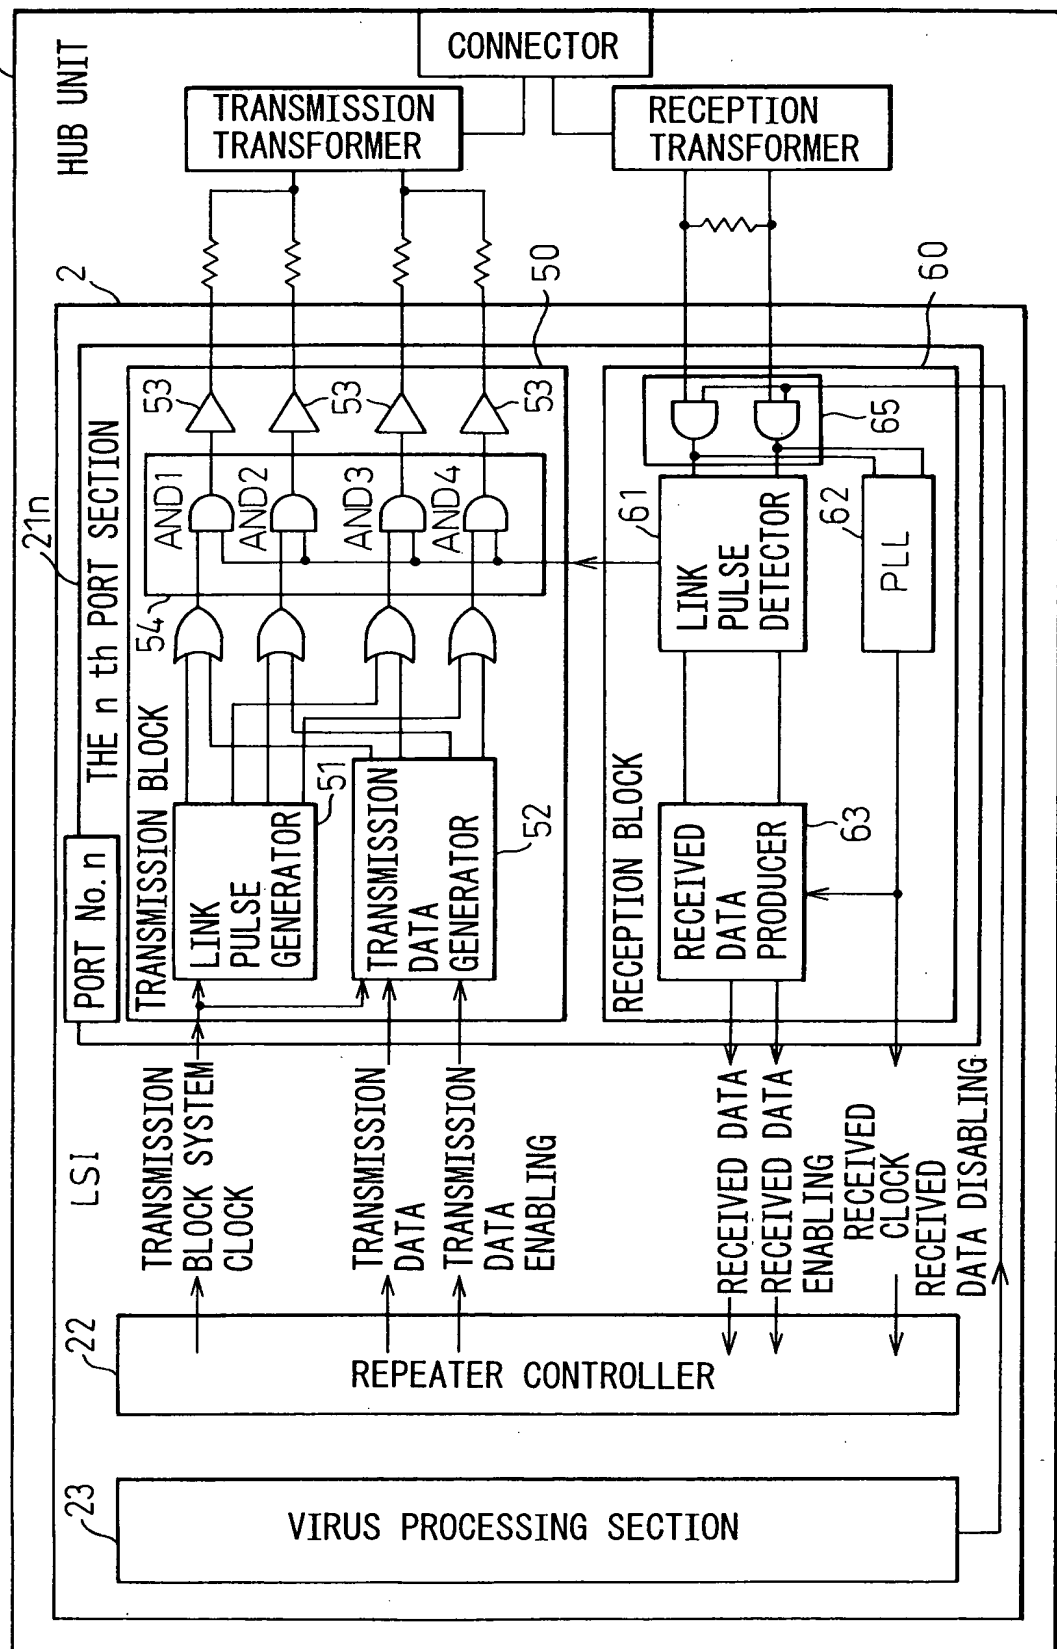 HUB UNIT
CONNECTOR
TRANSMISSION
TRANSFORMER
RECEPTION
TRANSFORMER
2
50
60
21n
THE n th PORT SECTION
PORT No. n
TRANSMISSION BLOCK
53
53
53
54
AND1
AND2
AND3
AND4
LINK
PULSE
GENERATOR
51
TRANSMISSION
DATA
GENERATOR
52
RECEPTION BLOCK
65
61
LINK
PULSE
DETECTOR
62
PLL
RECEIVED
DATA
PRODUCER
63
LSI
TRANSMISSION
BLOCK SYSTEM
CLOCK
TRANSMISSION
DATA
TRANSMISSION
DATA
ENABLING
RECEIVED DATA
RECEIVED DATA
ENABLING
RECEIVED
CLOCK
RECEIVED
DATA DISABLING
22
REPEATER CONTROLLER
23
VIRUS PROCESSING SECTION